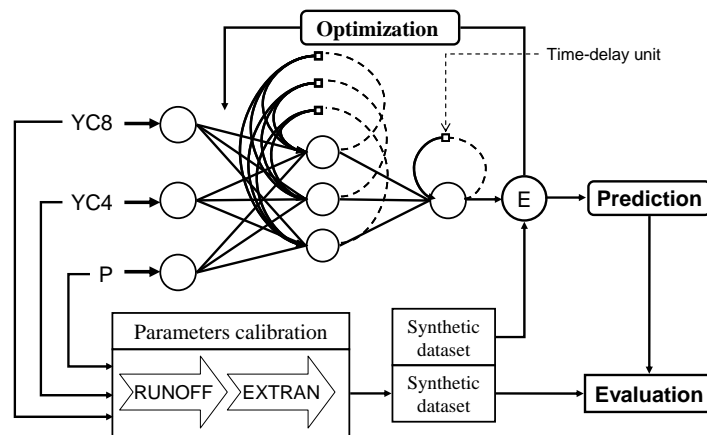 Optimization
Time-delay unit
YC8
YC4
E
Prediction
P
Parameters calibration
Synthetic
dataset
RUNOFF
EXTRAN
Synthetic
dataset
Evaluation